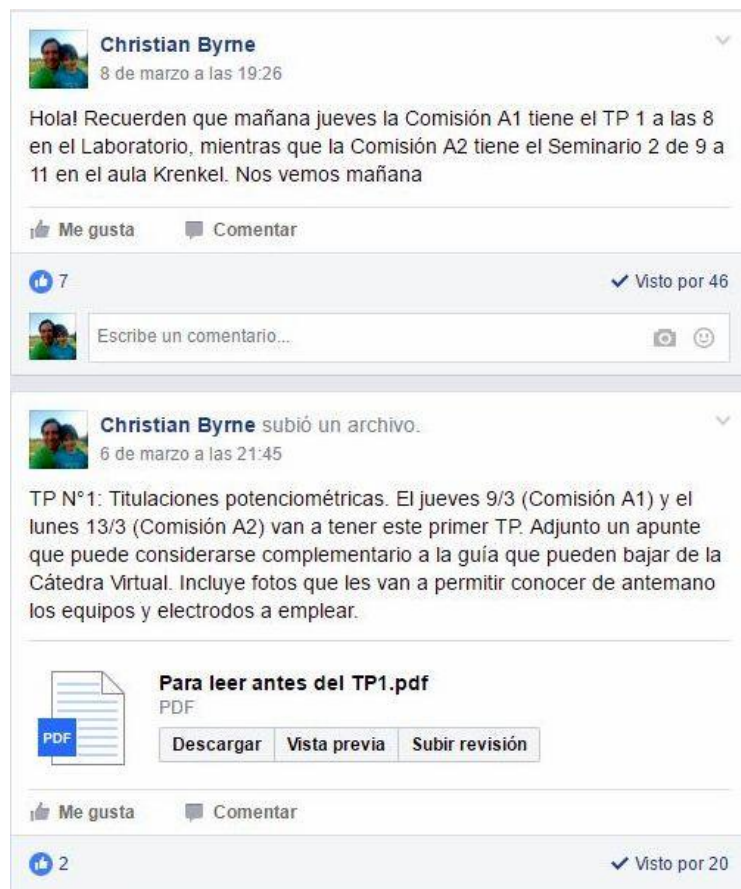 Christian Byrne
8 de marzo a las 19:26
Hola! Recuerden que mañana jueves la Comisión A1 tiene el TP 1 a las 8
en el Laboratorio, mientras que la Comisión A2 tiene el Seminario 2 de 9 a
11 en el aula Krenkel. Nos vemos mañana
Me gusta Comentar
7 Visto por 46
Escribe un comentario...
Christian Byrne subió un archivo.
6 de marzo a las 21:45
TP N°1: Titulaciones potenciométricas. El jueves 9/3 (Comisión A1) y el
lunes 13/3 (Comisión A2) van a tener este primer TP. Adjunto un apunte
que puede considerarse complementario a la guía que pueden bajar de la
Cátedra Virtual. Incluye fotos que les van a permitir conocer de antemano
los equipos y electrodos a emplear.
Para leer antes del TP1.pdf
PDF
PDF
Descargar Vista previa Subir revisión
Me gusta Comentar
2 Visto por 20